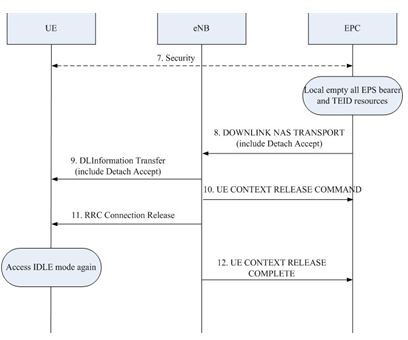 UE
eNB
EPC
7. Security
Local empty all EPS bearer
and TEID resources
8. DOWNLINK NAS TRANSPORT
(include Detach Accept)
9. DLInformation Transfer
(include Detach Accept)
10. UE CONTEXT RELEASE COMMAND
11. RRC Connection Release
Access IDLE mode again
12. UE CONTEXT RELEASE
COMPLETE